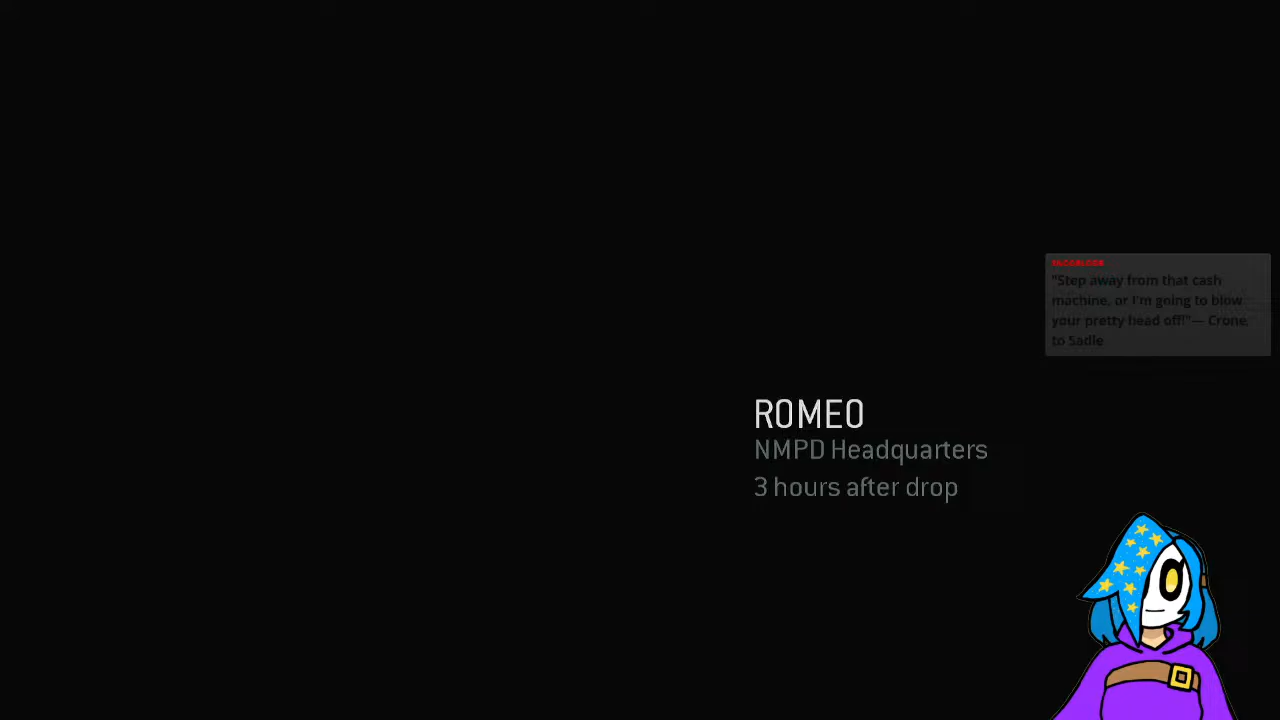 "Step away from that cash
machine, or I'm going to blow
your pretty head off!"— Crone,
to Sadie
ROMEO
NMPD Headquarters
3 hours after drop